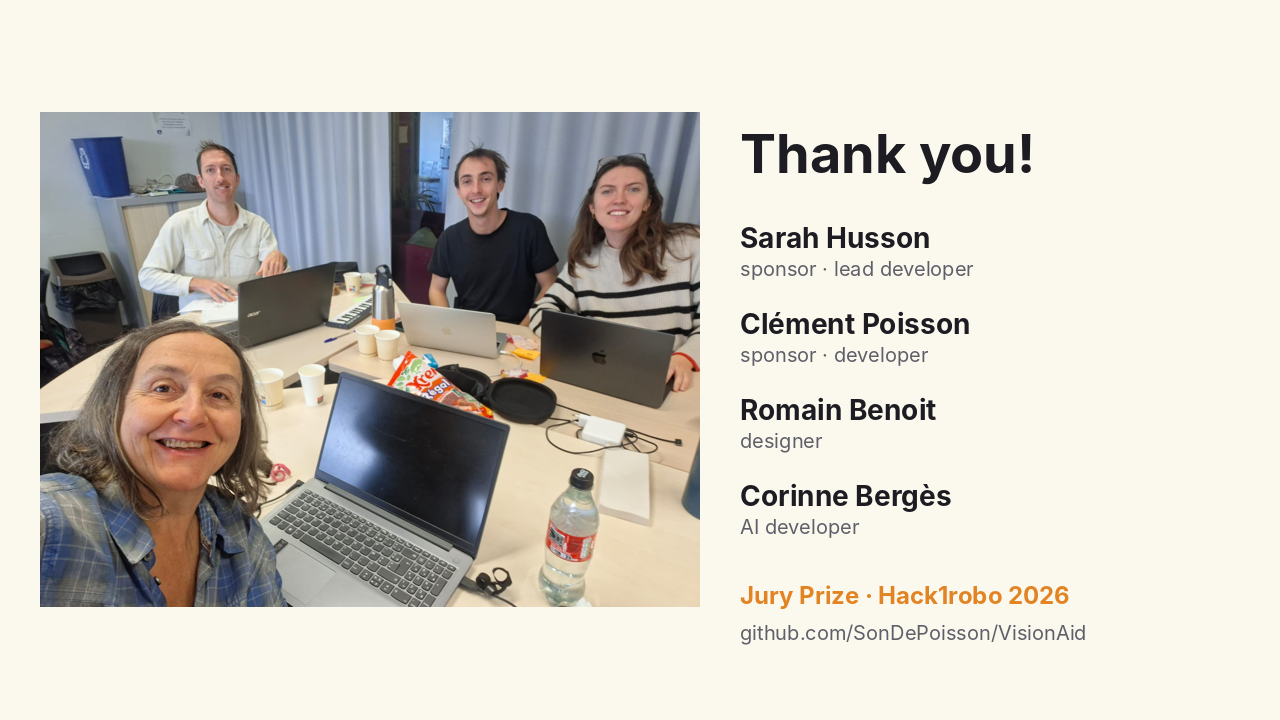 Thank you!
Sarah Husson
sponsor · lead developer
Clément Poisson
sponsor · developer
Romain Benoit
designer
Corinne Bergès
AI developer
Jury Prize · Hack1robo 2026
github.com/SonDePoisson/VisionAid
acer